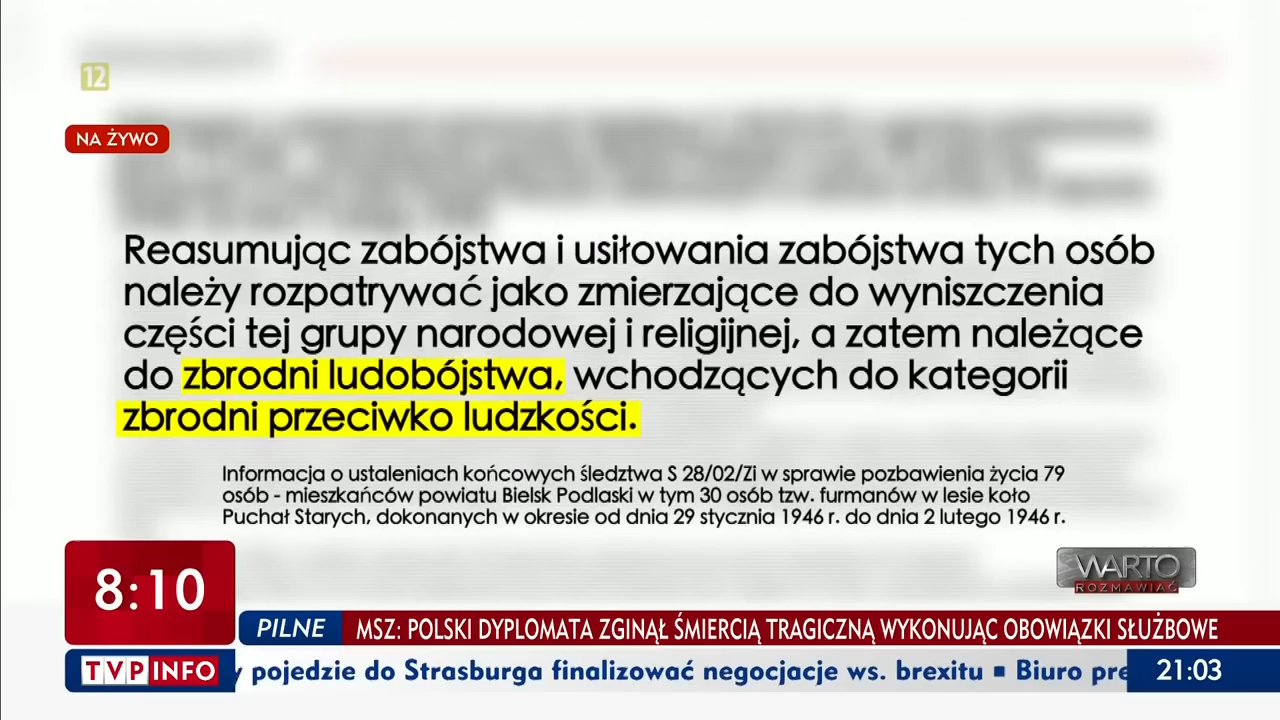 12
NA ŻYWO
Reasumując zabójstwa i usiłowania zabójstwa tych osób
należy rozpatrywać jako zmierzające do wyniszczenia
części tej grupy narodowej i religijnej, a zatem należące
do zbrodni ludobójstwa, wchodzących do kategorii
zbrodni przeciwko ludzkości.
Informacja o ustaleniach końcowych śledztwa S 28/02/Zi w sprawie pozbawienia życia 79
osób - mieszkańców powiatu Bielsk Podlaski w tym 30 osób tzw. furmanów w lesie koło
Puchał Starych, dokonanych w okresie od dnia 29 stycznia 1946 r. do dnia 2 lutego 1946 r.
WARTO
ROZMAWIAĆ
8:10
PILNE MSZ: POLSKI DYPLOMATA ZGINĄŁ ŚMIERCIĄ TRAGICZNĄ WYKONUJĄC OBOWIĄZKI SŁUŻBOWE
TVP INFO pojedzie do Strasburga finalizować negocjacje ws. brexitu ▪ Biuro 21:03